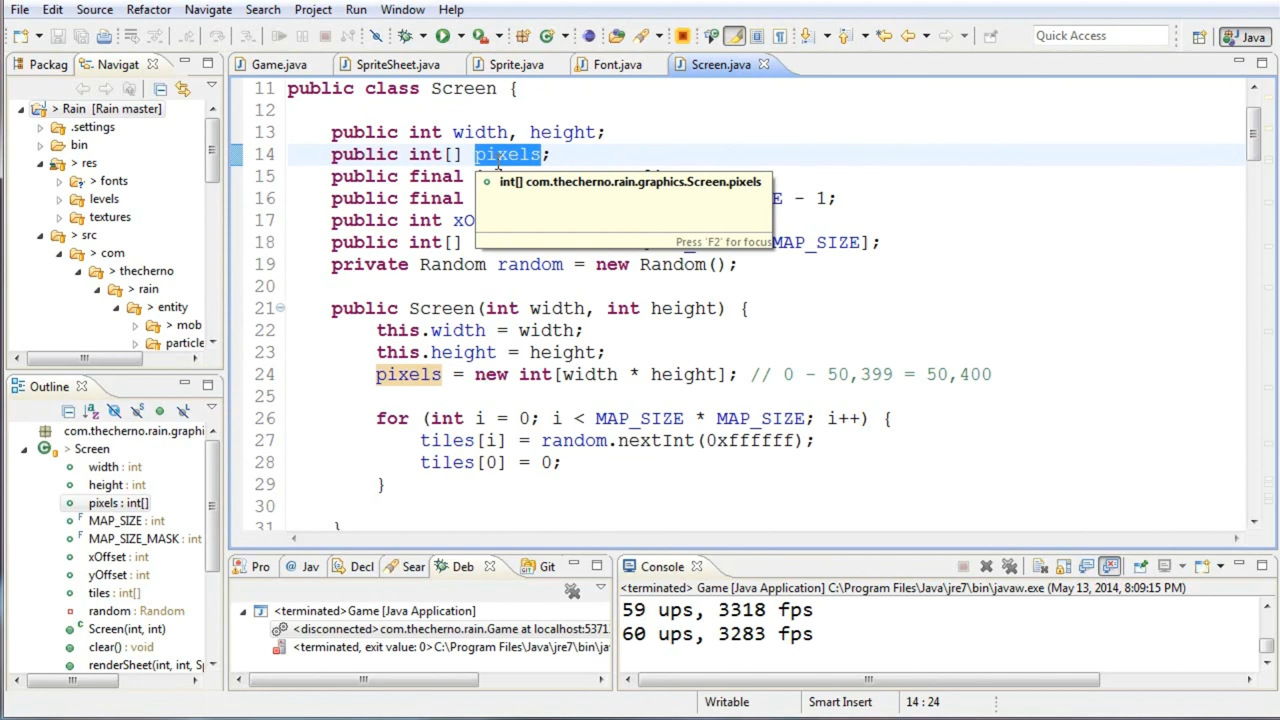 File Edit Source Refactor Navigate Search Project Run Window Help
Quick Access
Java
Packag
Navigat
Game.java
SpriteSheet.java
Sprite.java
Font.java
Screen.java
> Rain [Rain master]
.settings
bin
> res
> fonts
levels
textures
> src
> com
> thecherno
> rain
> entity
> mob
particle
11 public class Screen {
12
13 public int width, height;
14 public int[] pixels;
15 public final
16 public final E - 1;
17 public int xO
18 public int[] MAP_SIZE];
19 private Random random = new Random();
20
21 public Screen(int width, int height) {
22 this.width = width;
23 this.height = height;
24 pixels = new int[width * height]; // 0 - 50,399 = 50,400
25
26 for (int i = 0; i < MAP_SIZE * MAP_SIZE; i++) {
27 tiles[i] = random.nextInt(0xffffff);
28 tiles[0] = 0;
29 }
30
31 }
int[] com.thecherno.rain.graphics.Screen.pixels
Press 'F2' for focus
Outline
com.thecherno.rain.graphi
> Screen
width : int
height : int
pixels : int[]
MAP_SIZE : int
MAP_SIZE_MASK : int
xOffset : int
yOffset : int
tiles : int[]
random : Random
Screen(int, int)
clear() : void
renderSheet(int, int, Sp
Pro
Jav
Decl
Sear
Deb
Git
<terminated>Game [Java Application]
<disconnected>com.thecherno.rain.Game at localhost:5371
<terminated, exit value: 0>C:\Program Files\Java\jre7\bin\ja
Console
<terminated> Game [Java Application] C:\Program Files\Java\jre7\bin\javaw.exe (May 13, 2014, 8:09:15 PM)
59 ups, 3318 fps
60 ups, 3283 fps
Writable
Smart Insert
14 : 24